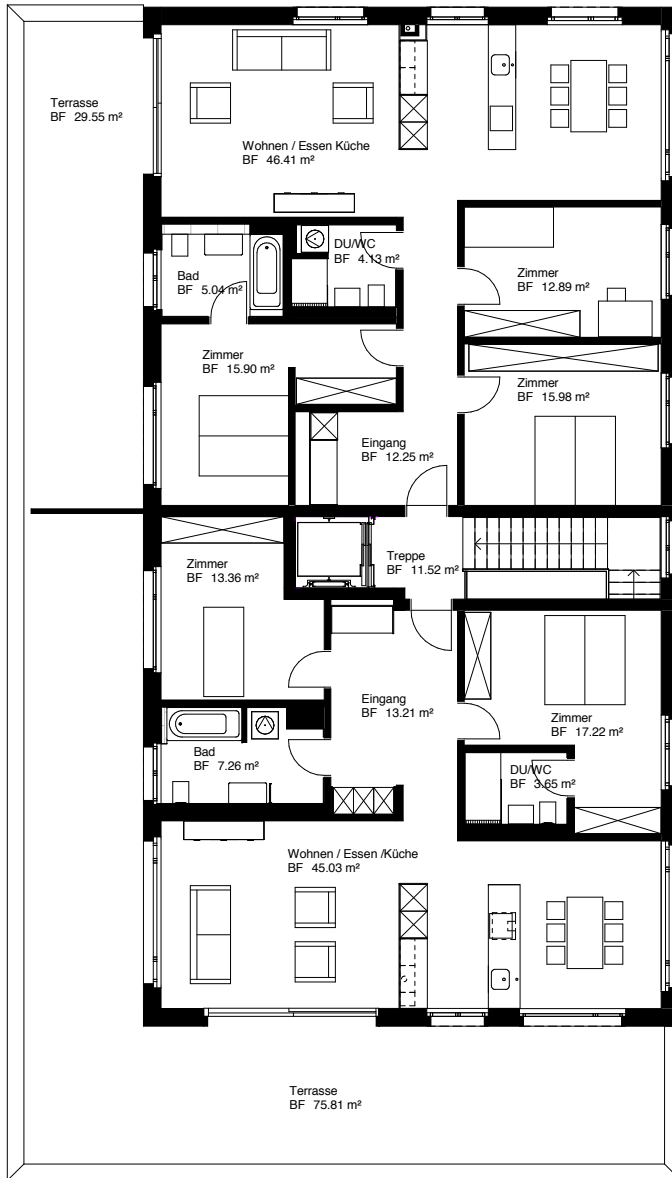 Terrasse
BF 29.55 m²
Wohnen / Essen Küche
BF 46.41 m²
DU/WC
BF 4.13 m²
Bad
BF 5.04 m²
Zimmer
BF 12.89 m²
Zimmer
BF 15.90 m²
Zimmer
BF 15.98 m²
Eingang
BF 12.25 m²
Treppe
BF 11.52 m²
Zimmer
BF 13.36 m²
Eingang
BF 13.21 m²
Zimmer
BF 17.22 m²
Bad
BF 7.26 m²
DU/WC
BF 3.65 m²
Wohnen / Essen /Küche
BF 45.03 m²
Terrasse
BF 75.81 m²